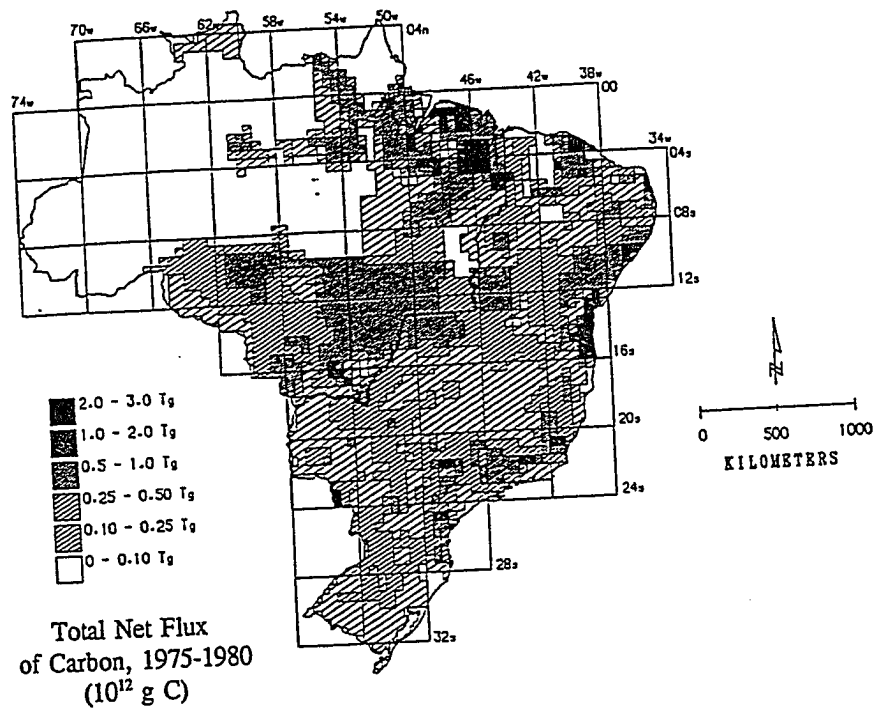 50w
54w
58w
62w
66w
70w
04n
38w
42w
46w
00
74w
34w
04s
08s
12s
16s
2.0 - 3.0 Tg
1.0 - 2.0 Tg
0.5 - 1.0 Tg
0.25 - 0.50 Tg
0.10 - 0.25 Tg
0 - 0.10 Tg
20s
24s
28s
32s
N
0 500 1000
KILOMETERS
Total Net Flux
of Carbon, 1975-1980
(10¹² g C)